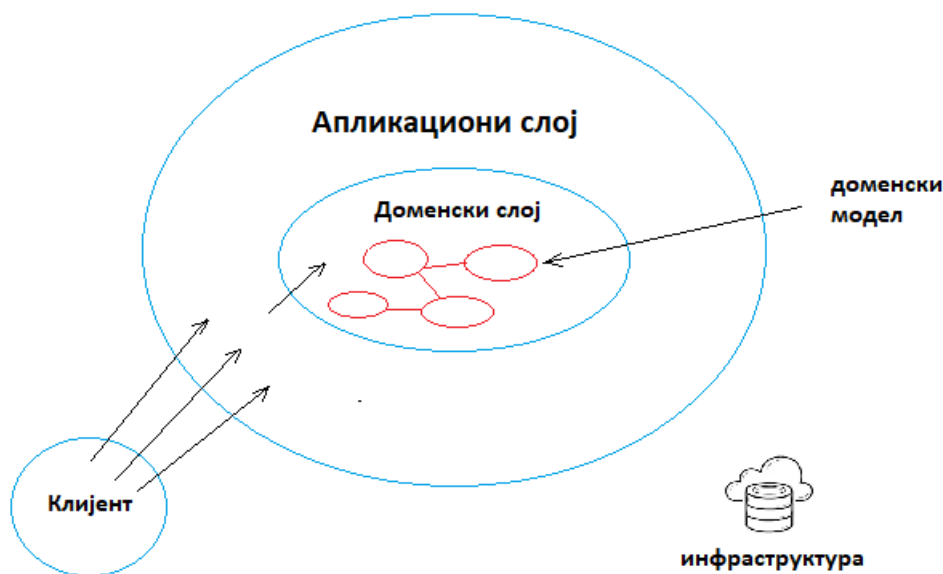 Апликациони слој
Доменски слој
доменски
модел
Клијент
инфраструктура